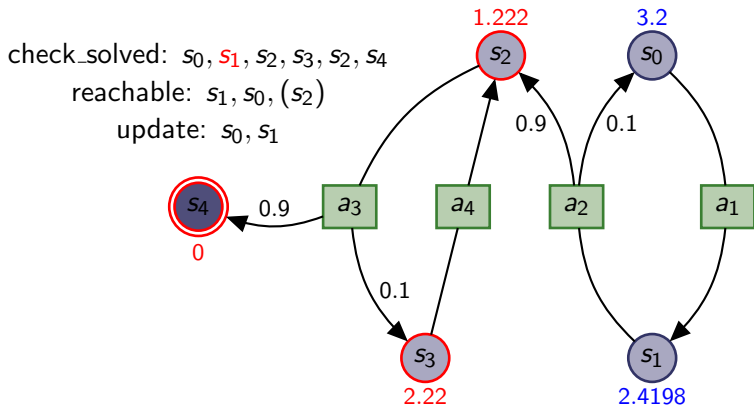 1.222
3.2
check_solved: s0, s1, s2, s3, s2, s4
s2
s0
reachable: s1, s0, (s2)
update: s0, s1
0.9
0.1
s4
0.9
a3
a4
a2
a1
0
0.1
s3
s1
2.22
2.4198